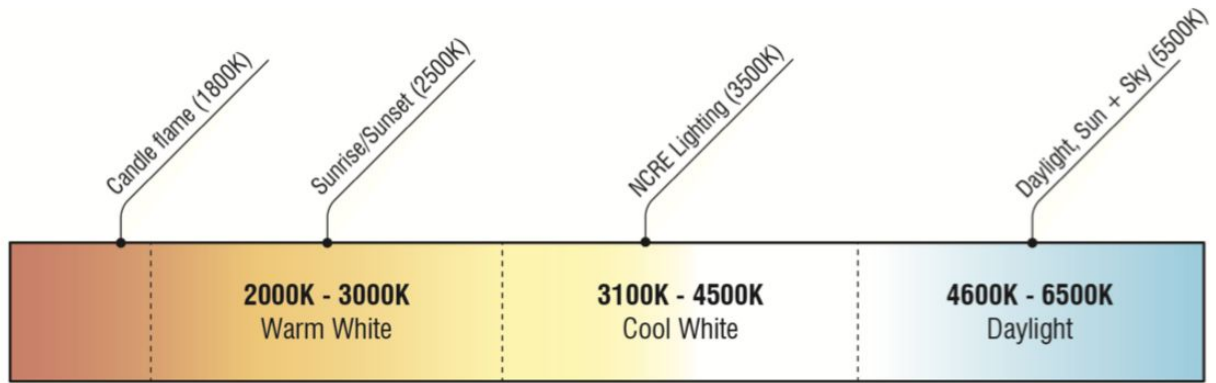 Candle flame (1800K)
Sunrise/Sunset (2500K)
NCRE Lighting (3500K)
Daylight, Sun + Sky (5500K)
2000K - 3000K
Warm White
3100K - 4500K
Cool White
4600K - 6500K
Daylight